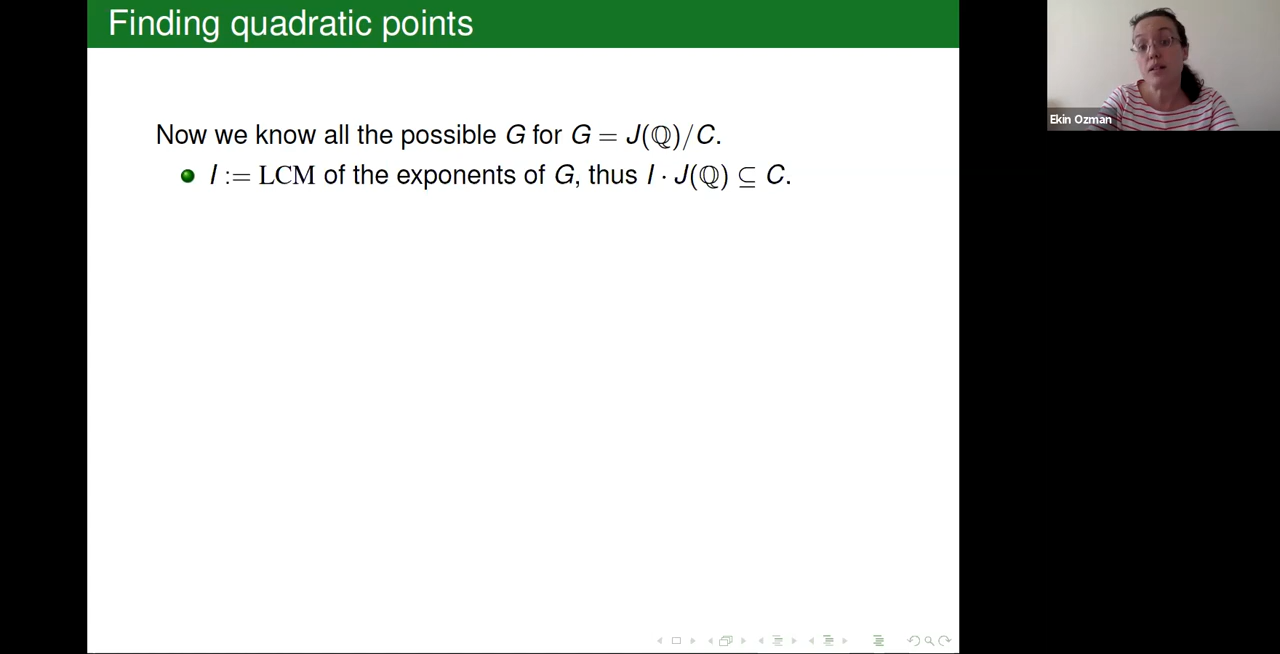 Finding quadratic points
Ekin Ozman
Now we know all the possible G for G = J(ℚ)/C.
I := LCM of the exponents of G, thus I · J(ℚ) ⊆ C.